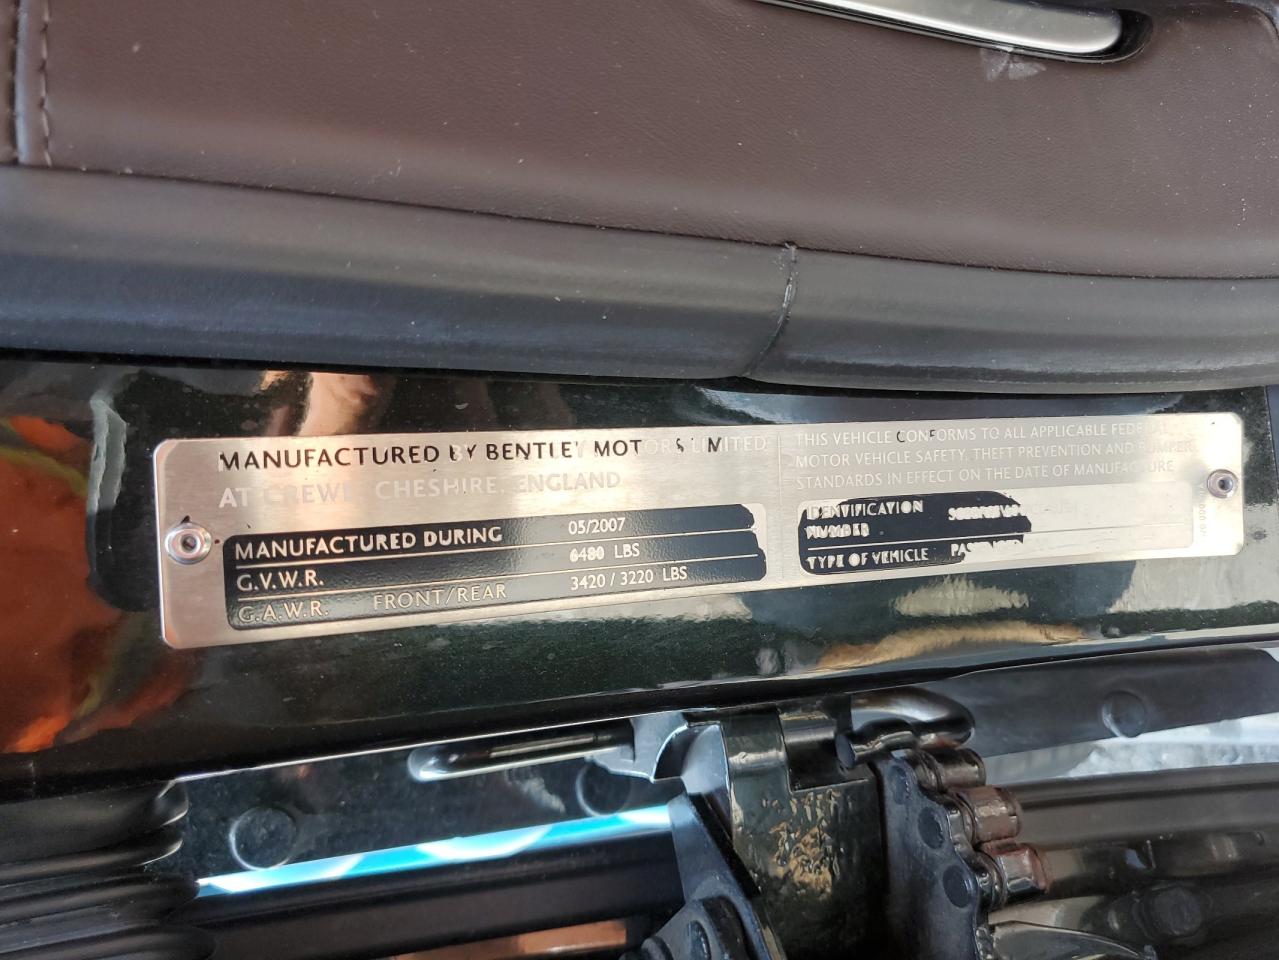 MANUFACTURED BY BENTLEY MOTORS LIMITED
AT CREWE, CHESHIRE, ENGLAND
MANUFACTURED DURING 05/2007
G.V.W.R. 6480 LBS
G.A.W.R. FRONT/REAR 3420 / 3220 LBS
THIS VEHICLE CONFORMS TO ALL APPLICABLE FEDERAL
MOTOR VEHICLE SAFETY, THEFT PREVENTION AND BUMPER
STANDARDS IN EFFECT ON THE DATE OF MANUFACTURE
IDENTIFICATION
NUMBER
TYPE OF VEHICLE PASSENGER